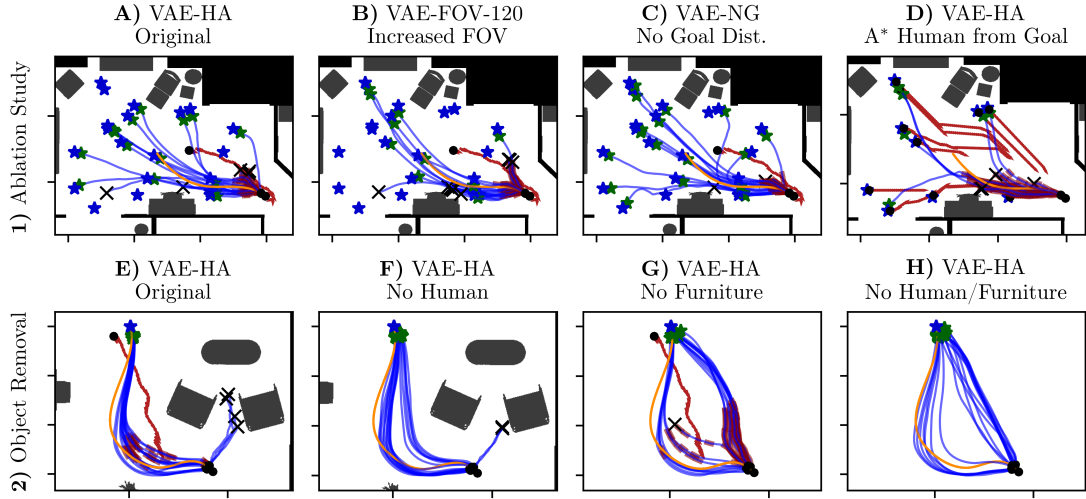 A) VAE-HA
Original
B) VAE-FOV-120
Increased FOV
C) VAE-NG
No Goal Dist.
D) VAE-HA
A* Human from Goal
1) Ablation Study
E) VAE-HA
Original
F) VAE-HA
No Human
G) VAE-HA
No Furniture
H) VAE-HA
No Human/Furniture
2) Object Removal